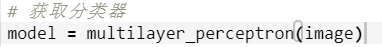 # 获取分类器
model = multilayer_perceptron(image)